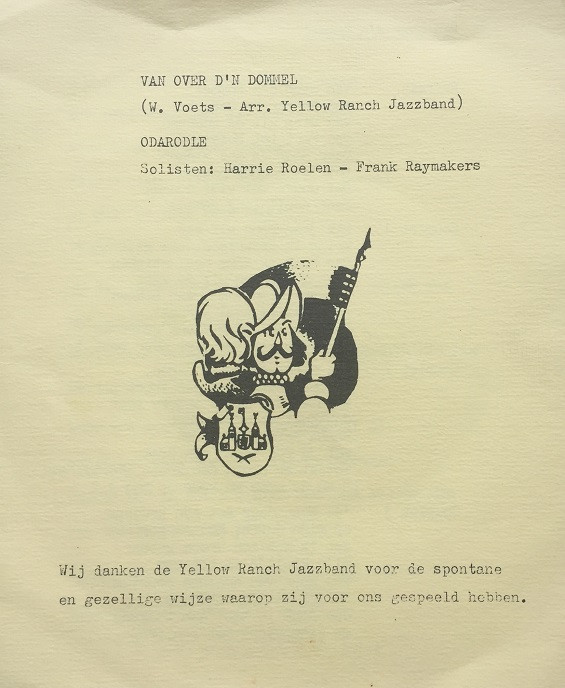 VAN OVER D'N DOMMEL
(W. Voets - Arr. Yellow Ranch Jazzband)
ODARODLE
Solisten: Harrie Roelen - Frank Raymakers
Wij danken de Yellow Ranch Jazzband voor de spontane
en gezellige wijze waarop zij voor ons gespeeld hebben.